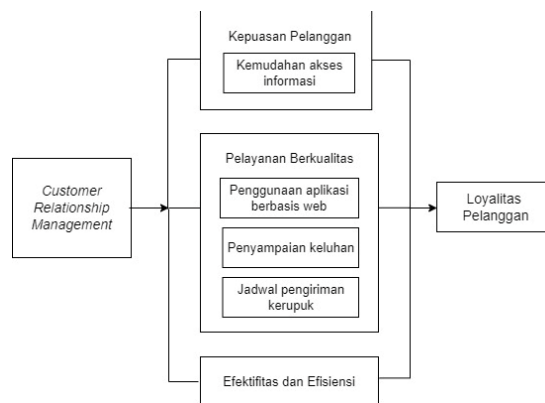 Kepuasan Pelanggan
Kemudahan akses
informasi
Customer
Relationship
Management
Pelayanan Berkualitas
Penggunaan aplikasi
berbasis web
Penyampaian keluhan
Jadwal pengiriman
kerupuk
Loyalitas
Pelanggan
Efektifitas dan Efisiensi